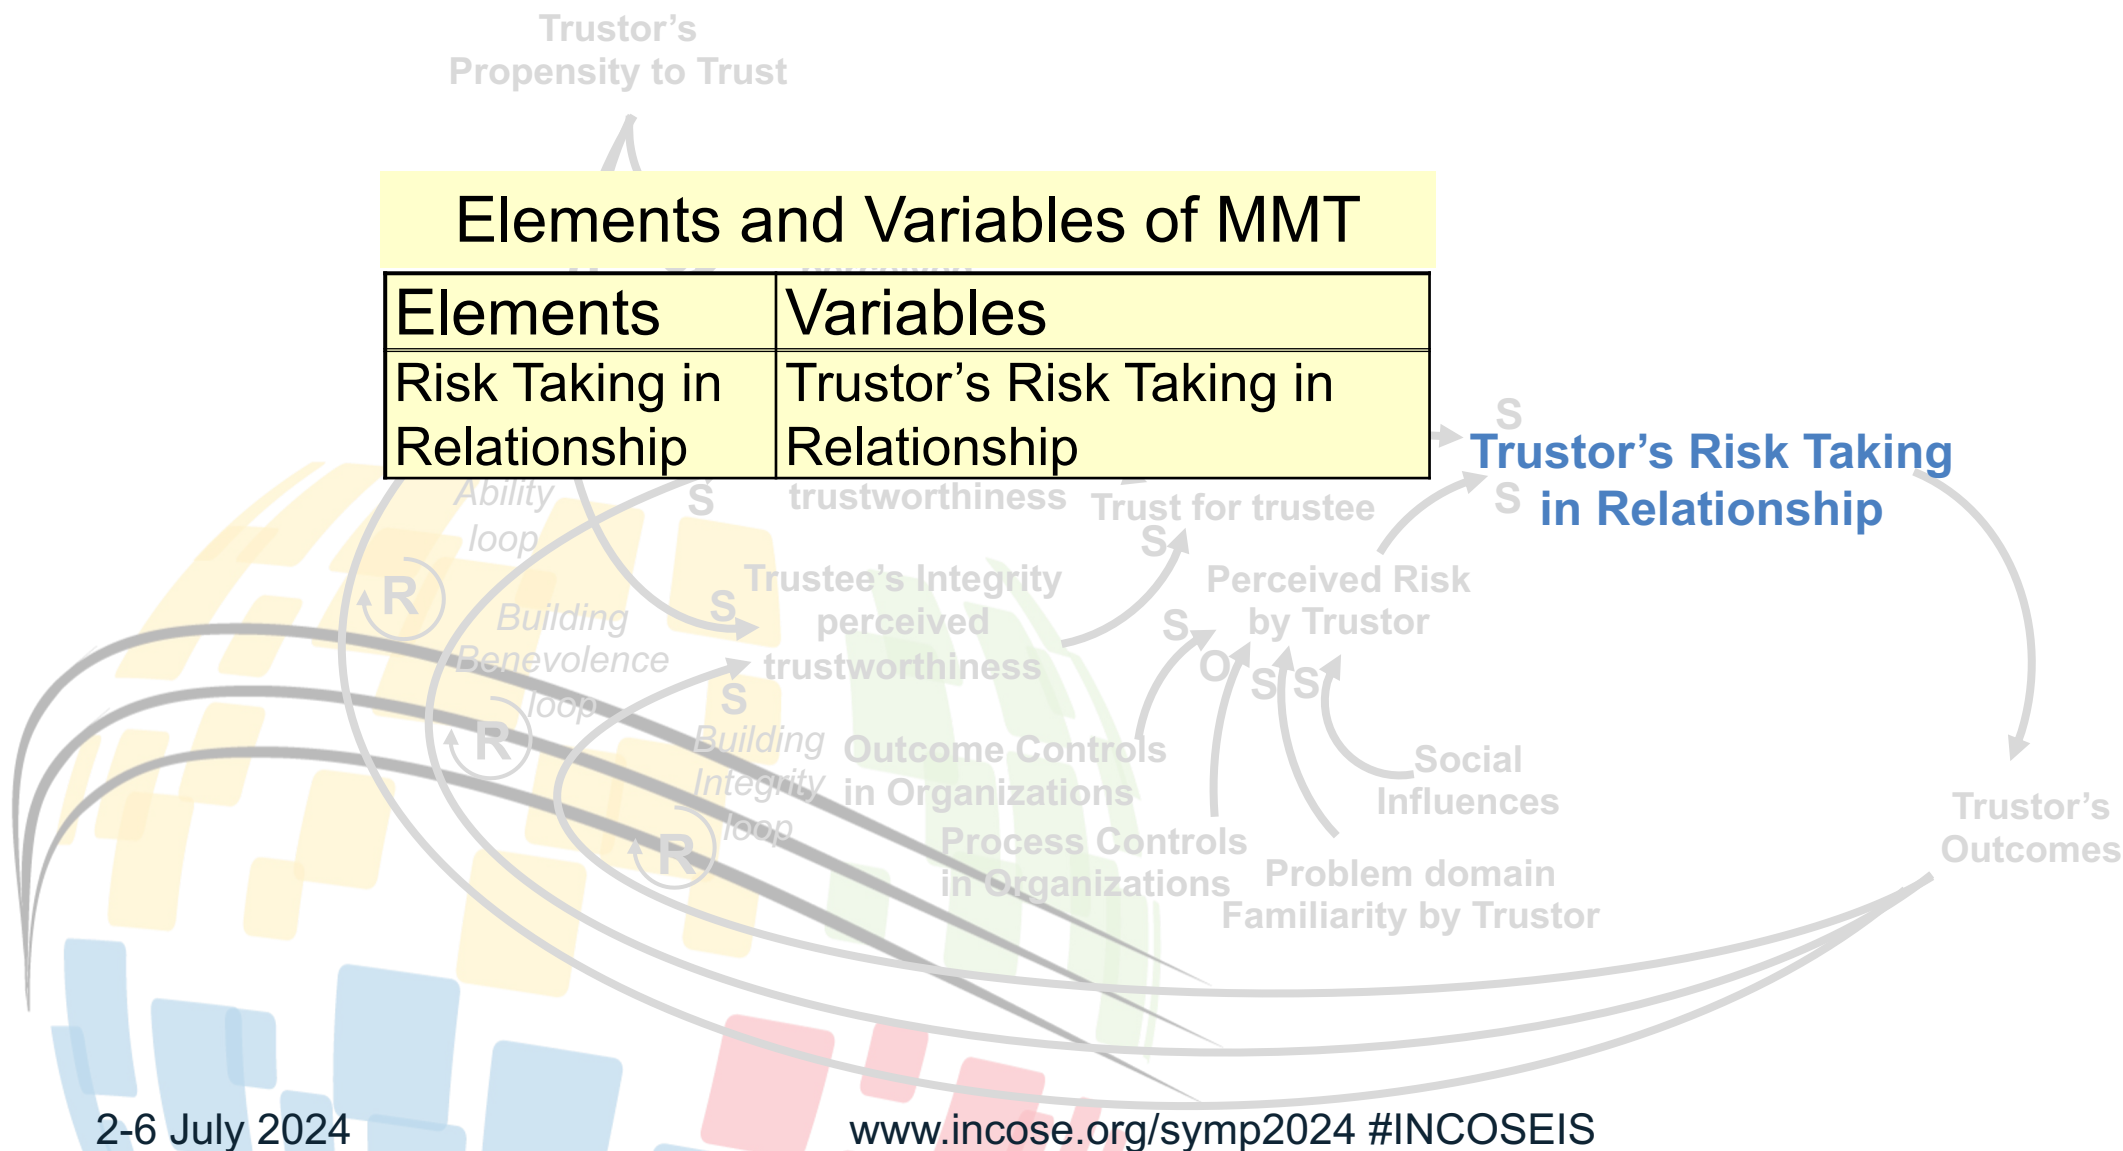 Trustor’s
Propensity to Trust
Elements and Variables of MMT
Elements
Variables
Risk Taking in
Relationship
Trustor’s Risk Taking in
Relationship
S
Trustor’s Risk Taking
in Relationship
S
Ability
loop
S
trustworthiness
Trust for trustee
S
R
Trustee’s Integrity
perceived
trustworthiness
S
S
Perceived Risk
by Trustor
S
O
S
S
Building
Benevolence
loop
R
Building
Integrity
loop
R
Outcome Controls
in Organizations
Process Controls
in Organizations
Social
Influences
Problem domain
Familiarity by Trustor
Trustor’s
Outcomes
2-6 July 2024
www.incose.org/symp2024 #INCOSEIS